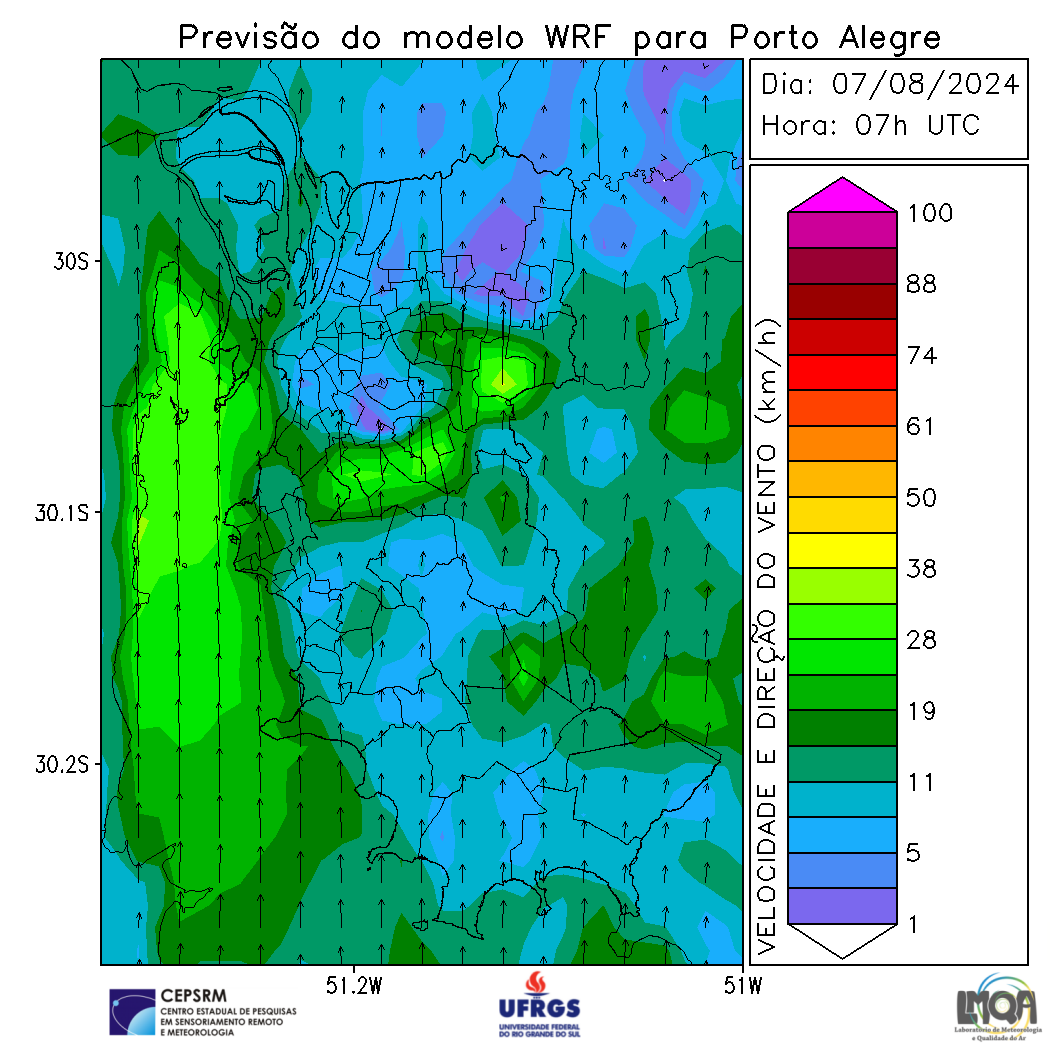 Previsão do modelo WRF para Porto Alegre
Dia: 07/08/2024
Hora: 07h UTC
30S
30.1S
30.2S
51.2W
51W
VELOCIDADE E DIREÇÃO DO VENTO (km/h)
100
88
74
61
50
38
28
19
11
5
1
CEPSRM
CENTRO ESTADUAL DE PESQUISAS
EM SENSORIAMENTO REMOTO
E METEOROLOGIA
UFRGS
UNIVERSIDADE FEDERAL
DO RIO GRANDE DO SUL
LMQA
Laboratório de Meteorologia
e Qualidade do Ar